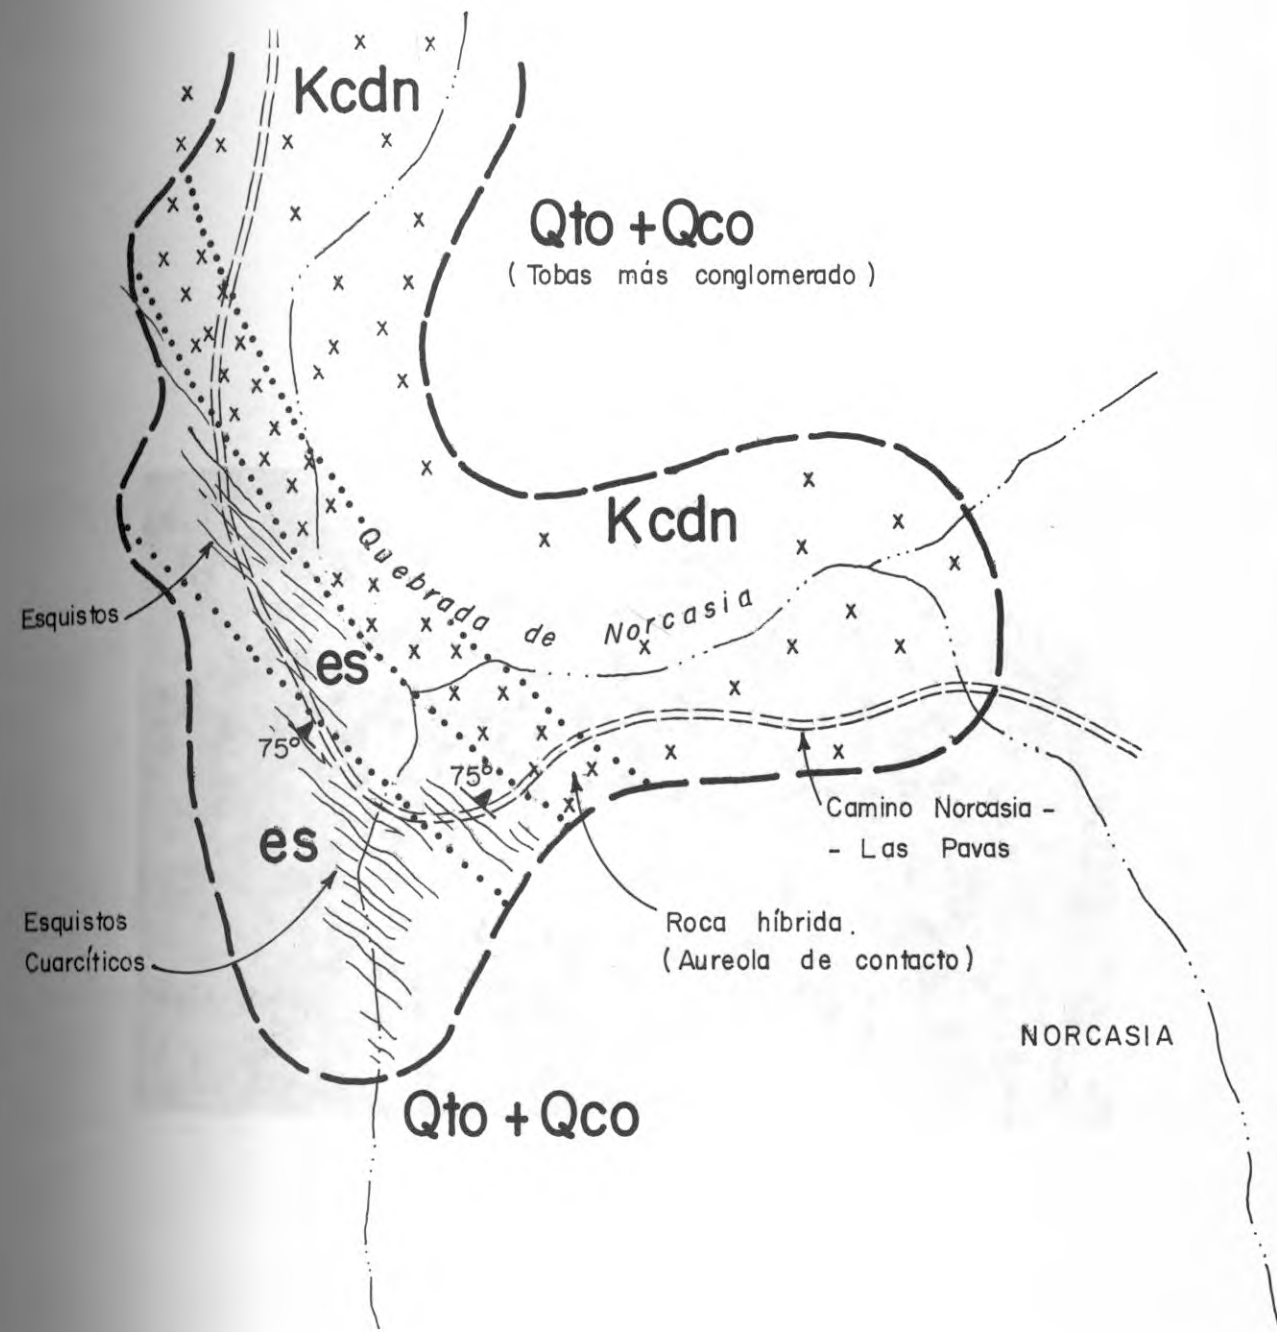 Kcdn
Qto + Qco
( Tobas más conglomerado )
Kcdn
Quebrada de Norcasia
Esquistos
es
75°
75°
Camino Norcasia -
- Las Pavas
es
Esquistos
Cuarcíticos
Roca híbrida.
( Aureola de contacto )
NORCASIA
Qto + Qco